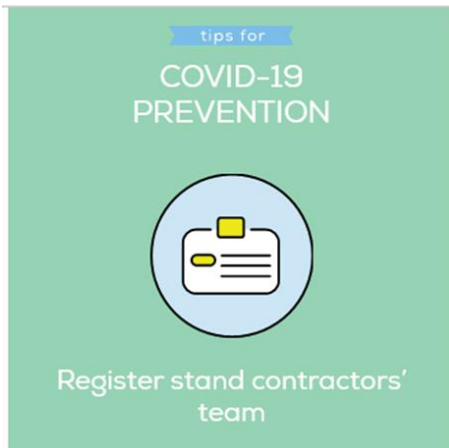 tips for
COVID-19
PREVENTION
Register stand contractors'
team